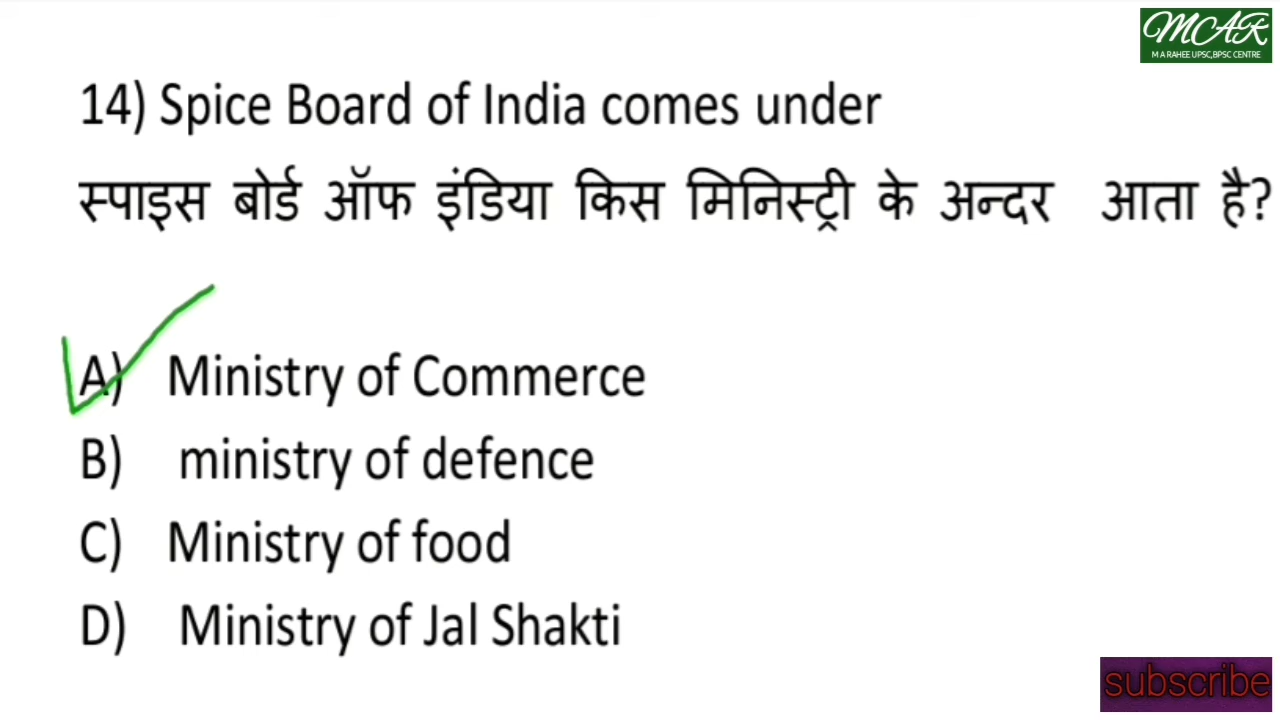 MCAR
M A RAHEE UPSC,BPSC CENTRE
14) Spice Board of India comes under
स्पाइस बोर्ड ऑफ इंडिया किस मिनिस्ट्री के अन्दर आता है?
A) Ministry of Commerce
B) ministry of defence
C) Ministry of food
D) Ministry of Jal Shakti
subscribe